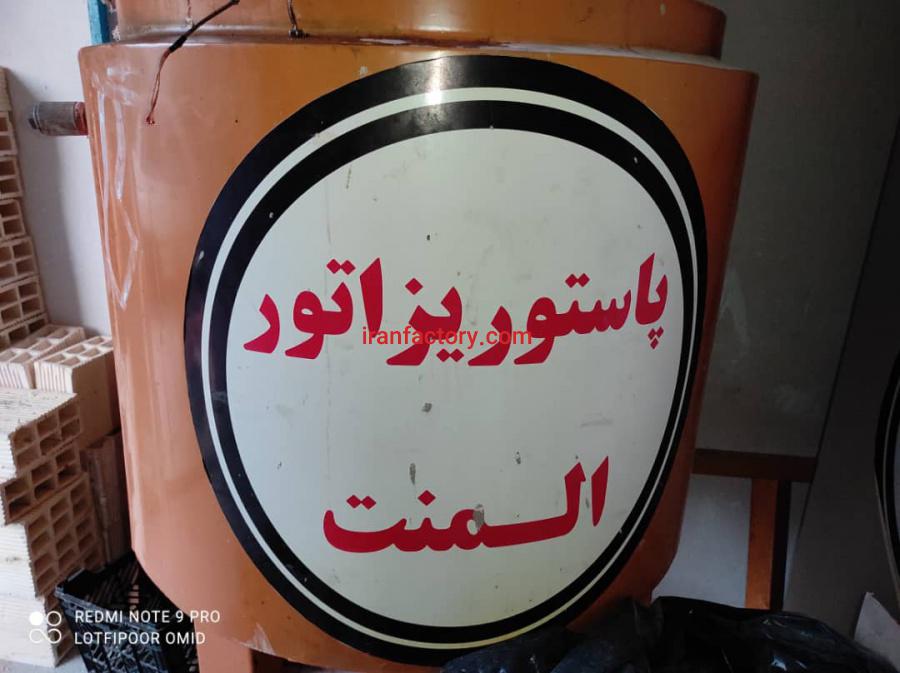 پاستوریزاتور
iranfactory.com
المنت
REDMI NOTE 9 PRO
LOTFIPOOR OMID